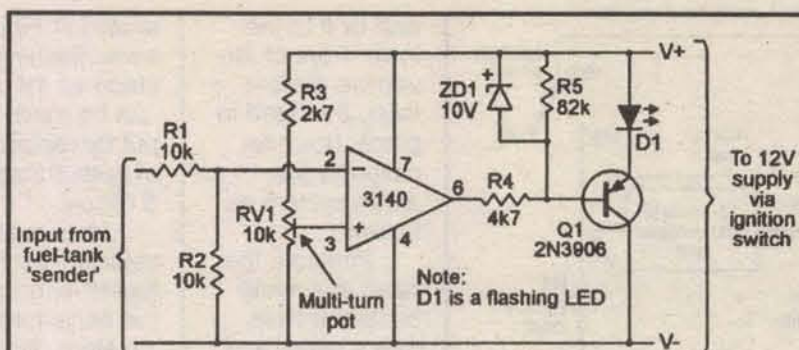 V+
R3
2k7
ZD1
10V
+
R5
82k
R1
10k
D1
To 12V
supply
via
ignition
switch
2
−
7
3140
6
R4
4k7
RV1
10k
+
3
4
Q1
2N3906
Input from
fuel-tank
'sender'
R2
10k
Multi-turn
pot
Note:
D1 is a flashing LED
V-